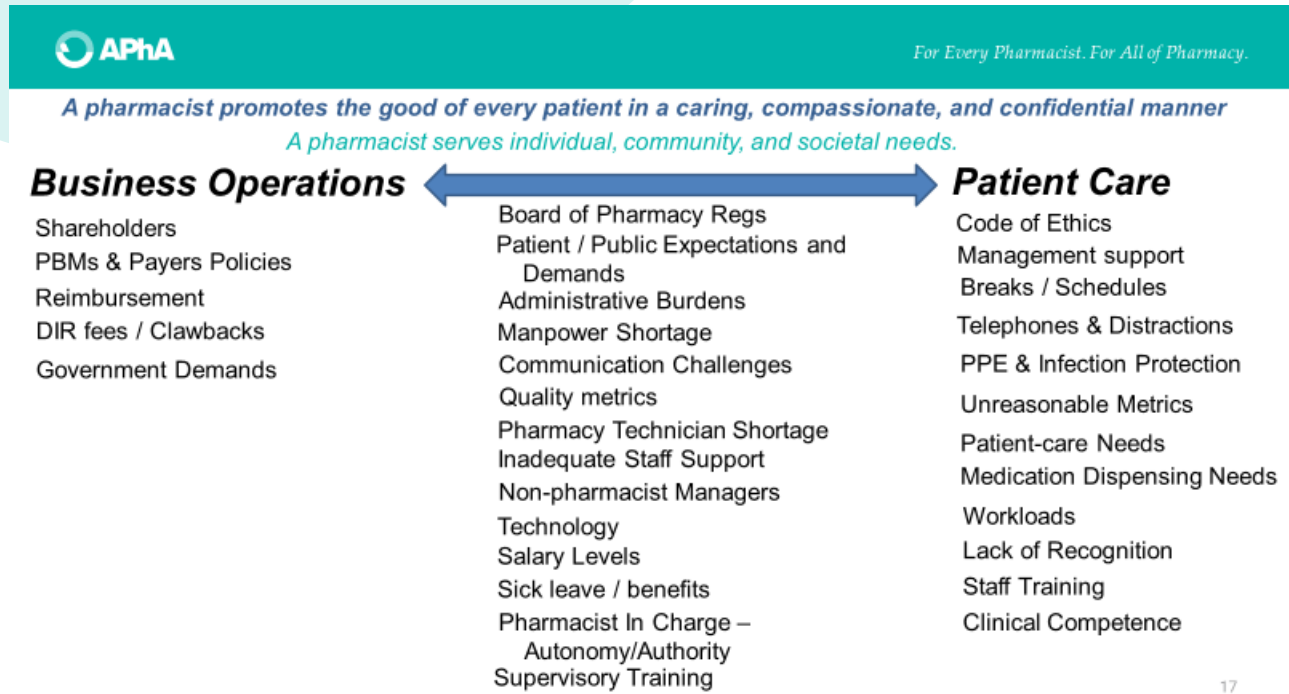 APhA
For Every Pharmacist. For All of Pharmacy.
A pharmacist promotes the good of every patient in a caring, compassionate, and confidential manner
A pharmacist serves individual, community, and societal needs.
Business Operations
Shareholders
PBMs & Payers Policies
Reimbursement
DIR fees / Clawbacks
Government Demands
Board of Pharmacy Regs
Patient / Public Expectations and
Demands
Administrative Burdens
Manpower Shortage
Communication Challenges
Quality metrics
Pharmacy Technician Shortage
Inadequate Staff Support
Non-pharmacist Managers
Technology
Salary Levels
Sick leave / benefits
Pharmacist In Charge –
Autonomy/Authority
Supervisory Training
Patient Care
Code of Ethics
Management support
Breaks / Schedules
Telephones & Distractions
PPE & Infection Protection
Unreasonable Metrics
Patient-care Needs
Medication Dispensing Needs
Workloads
Lack of Recognition
Staff Training
Clinical Competence
17